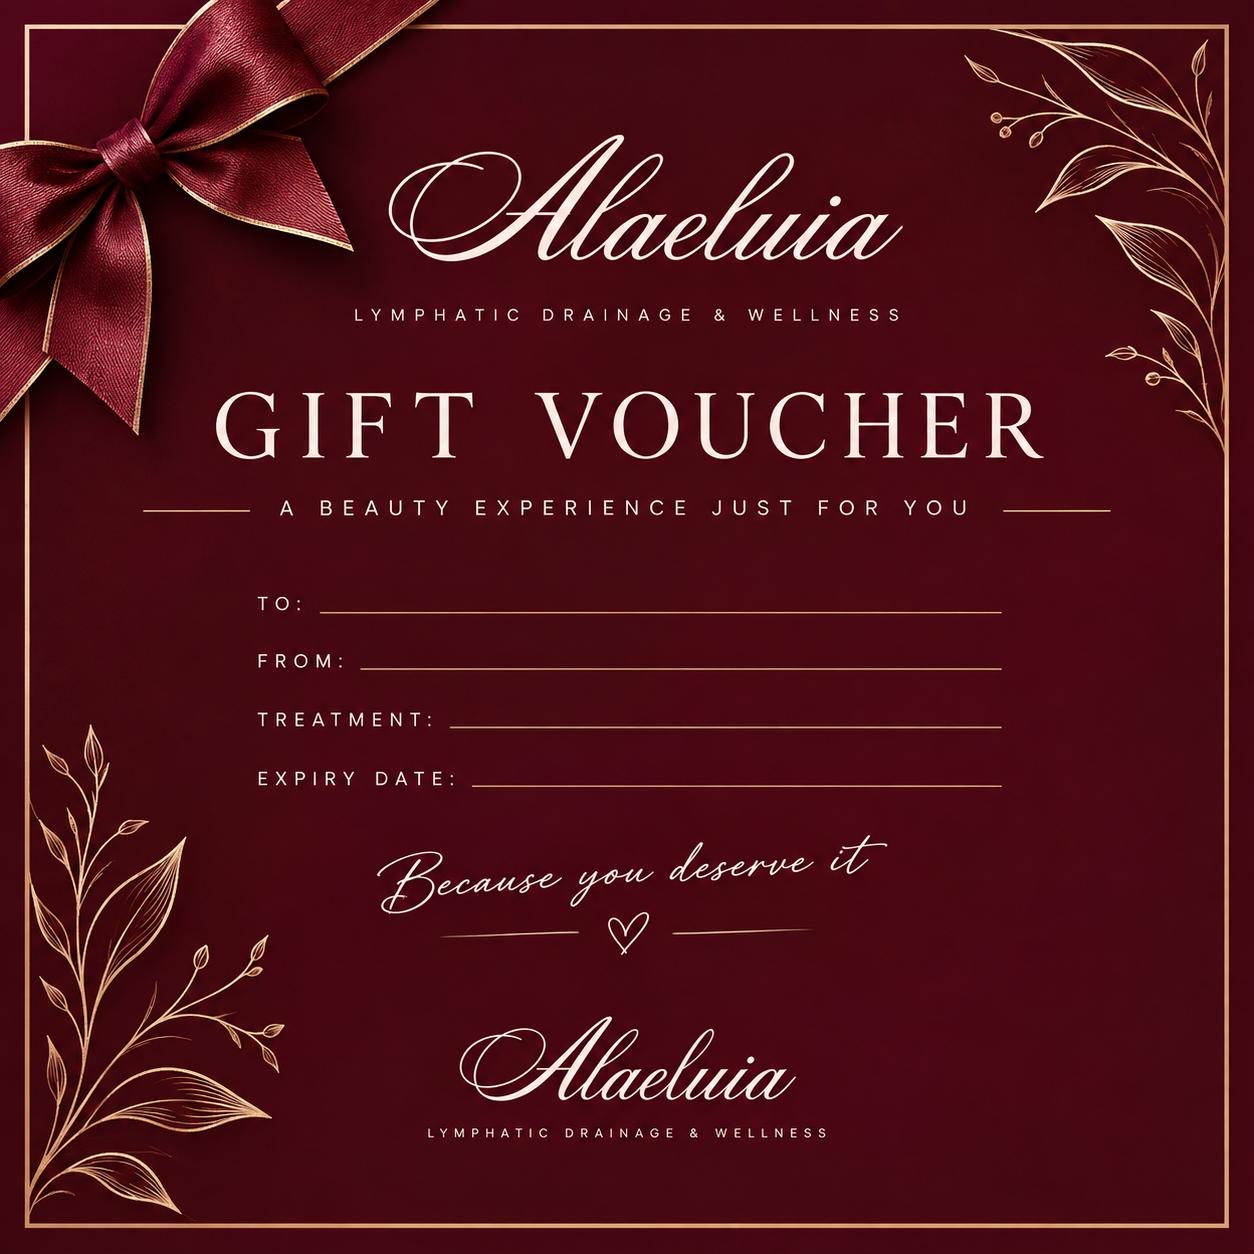 Alaeluia
LYMPHATIC DRAINAGE & WELLNESS
GIFT VOUCHER
A BEAUTY EXPERIENCE JUST FOR YOU
TO:
FROM:
TREATMENT:
EXPIRY DATE:
Because you deserve it
Alaeluia
LYMPHATIC DRAINAGE & WELLNESS